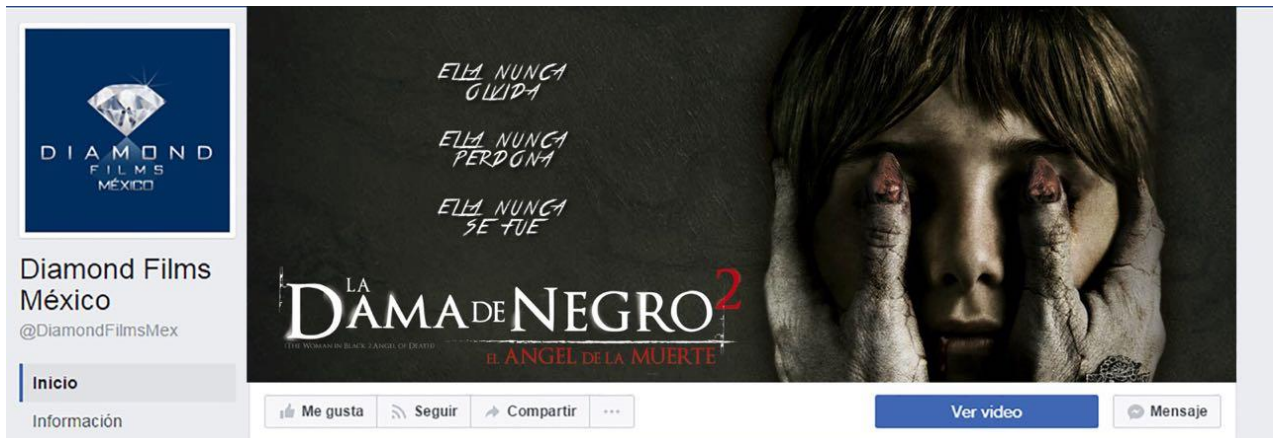 DIAMOND
FILMS
MÉXICO
Diamond Films
México
@DiamondFilmsMex
Inicio
Información
ELLA NUNCA
OLVIDA
ELLA NUNCA
PERDONA
ELLA NUNCA
SE FUE
LA
DAMA DE NEGRO 2
(THE WOMAN IN BLACK 2 ANGEL OF DEATH)
EL ANGEL DE LA MUERTE
Me gusta
Seguir
Compartir
...
Ver video
Mensaje